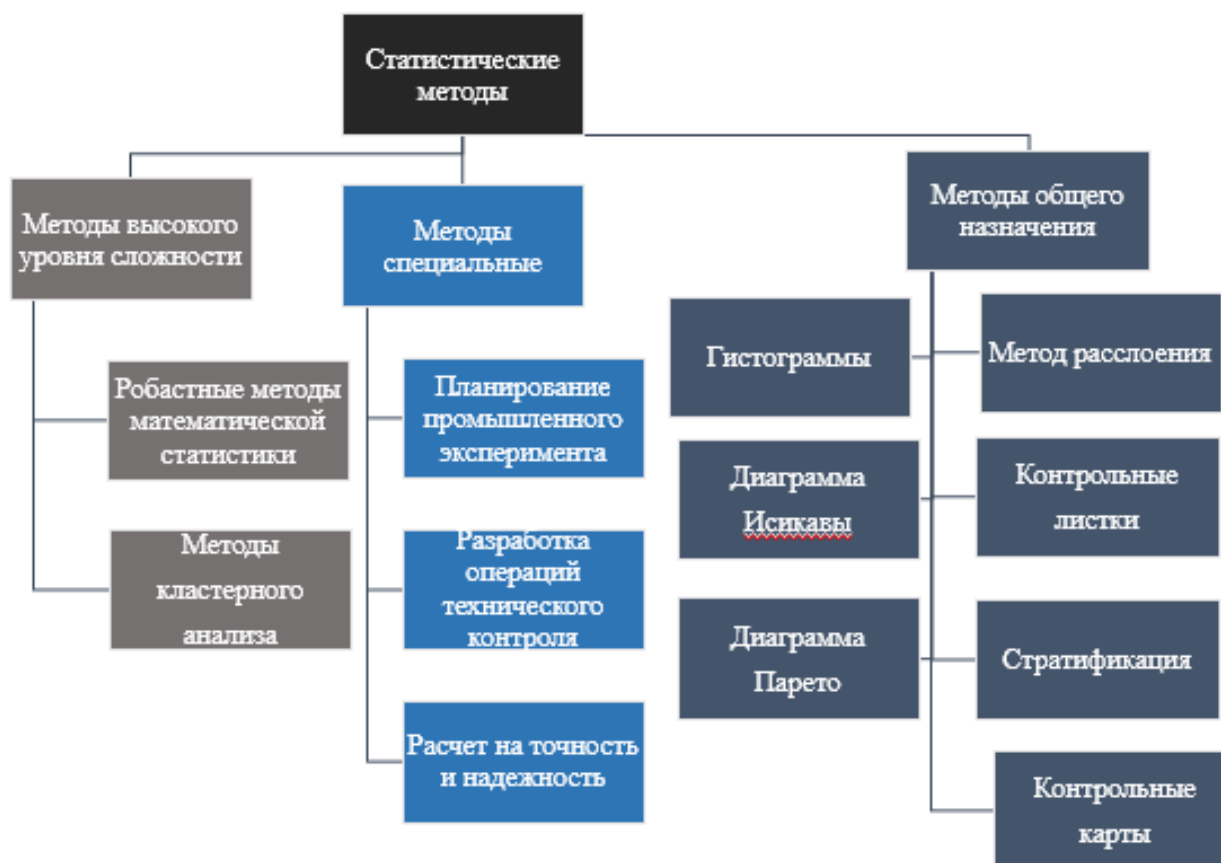 Статистические
методы
Методы высокого
уровня сложности
Методы
специальные
Методы общего
назначения
Робастные методы
математической
статистики
Методы
кластерного
анализа
Планирование
промышленного
эксперимента
Разработка
операций
технического
контроля
Расчет на точность
и надежность
Гистограммы
Метод расслоения
Диаграмма
Исикавы
Контрольные
листки
Диаграмма
Парето
Стратификация
Контрольные
карты